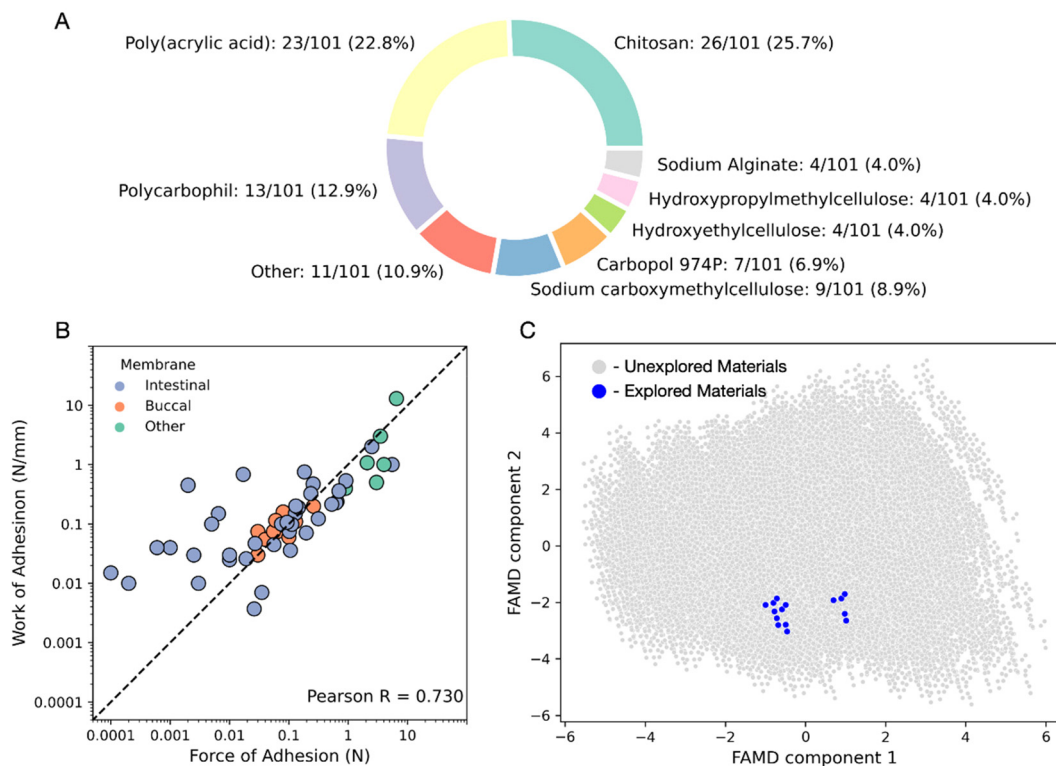 A
Poly(acrylic acid): 23/101 (22.8%)
Chitosan: 26/101 (25.7%)
Polycarbophil: 13/101 (12.9%)
Sodium Alginate: 4/101 (4.0%)
Hydroxypropylmethylcellulose: 4/101 (4.0%)
Hydroxyethylcellulose: 4/101 (4.0%)
Other: 11/101 (10.9%)
Carbopol 974P: 7/101 (6.9%)
Sodium carboxymethylcellulose: 9/101 (8.9%)
B
Membrane
Intestinal
Buccal
Other
10
1
0.1
0.01
0.001
0.0001
Work of Adhesinon (N/mm)
Pearson R = 0.730
0.0001 0.001 0.01 0.1 1 10
Force of Adhesion (N)
C
- Unexplored Materials
- Explored Materials
6
4
2
0
−2
−4
−6
FAMD component 2
−6 −4 −2 0 2 4 6
FAMD component 1